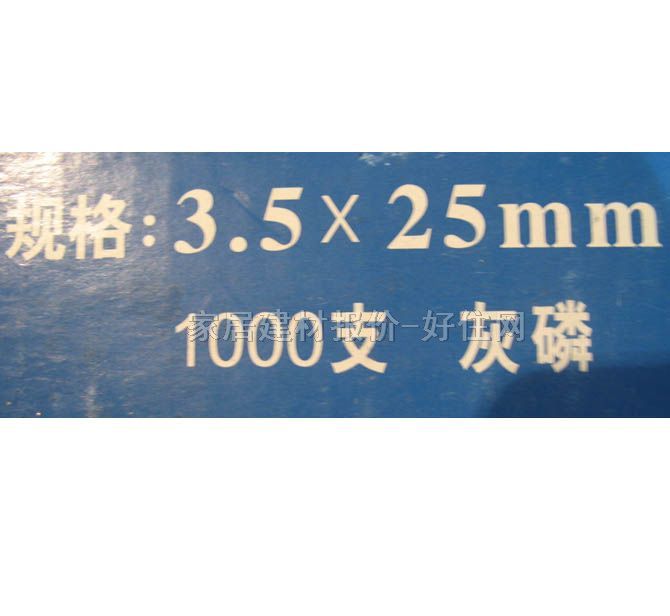 规格: 3.5×25mm
1000支 灰磷
家居建材报价-好住网